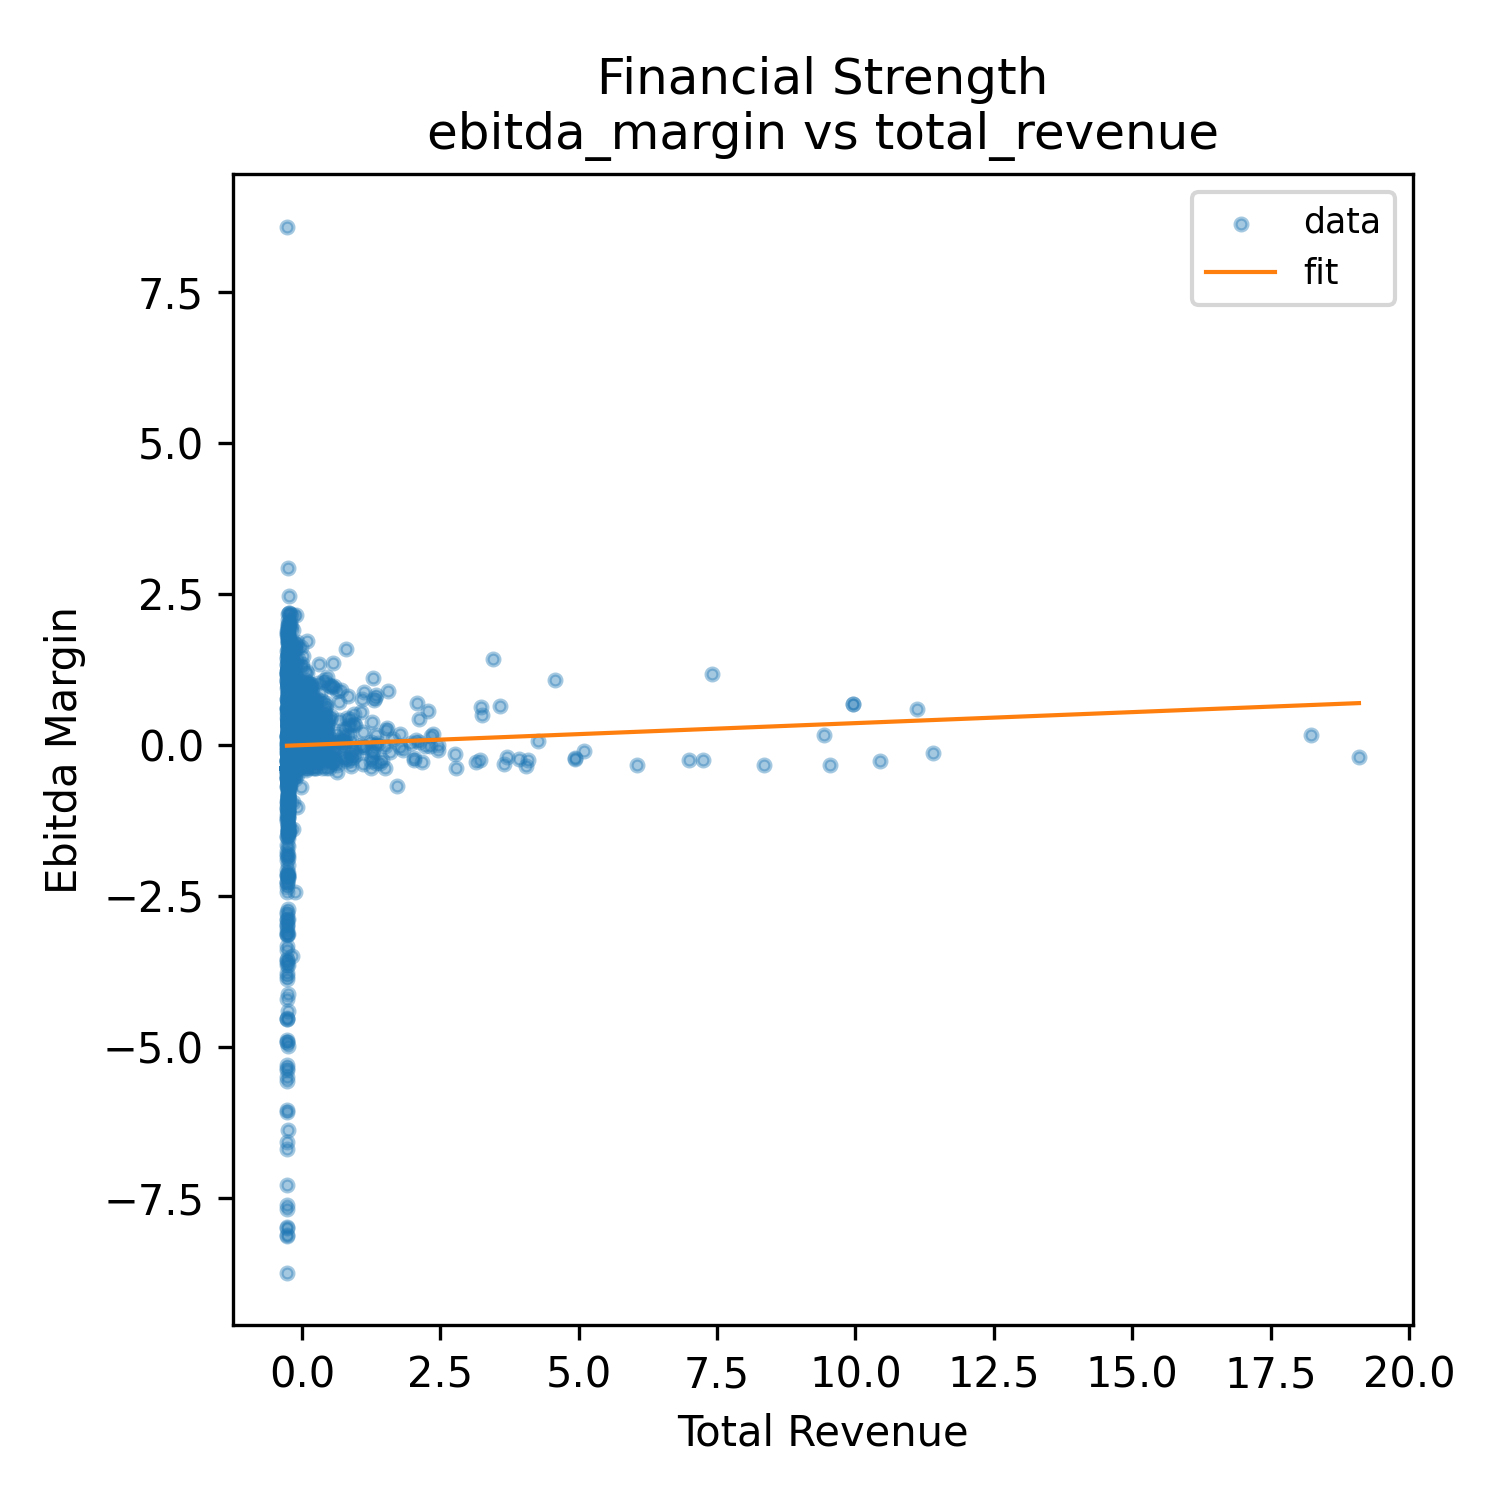 Financial Strength
ebitda_margin vs total_revenue
data
fit
7.5
5.0
2.5
0.0
−2.5
−5.0
−7.5
Ebitda Margin
0.0 2.5 5.0 7.5 10.0 12.5 15.0 17.5 20.0
Total Revenue